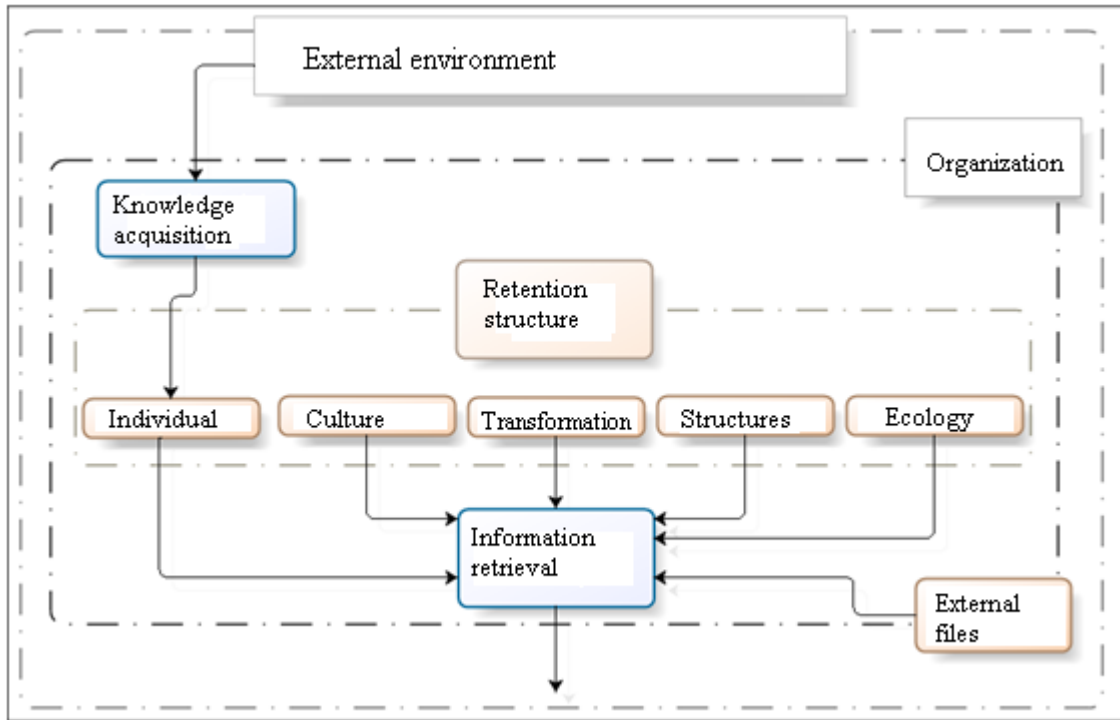 External environment
Organization
Knowledge
acquisition
Retention
structure
Individual
Culture
Transformation
Structures
Ecology
Information
retrieval
External
files